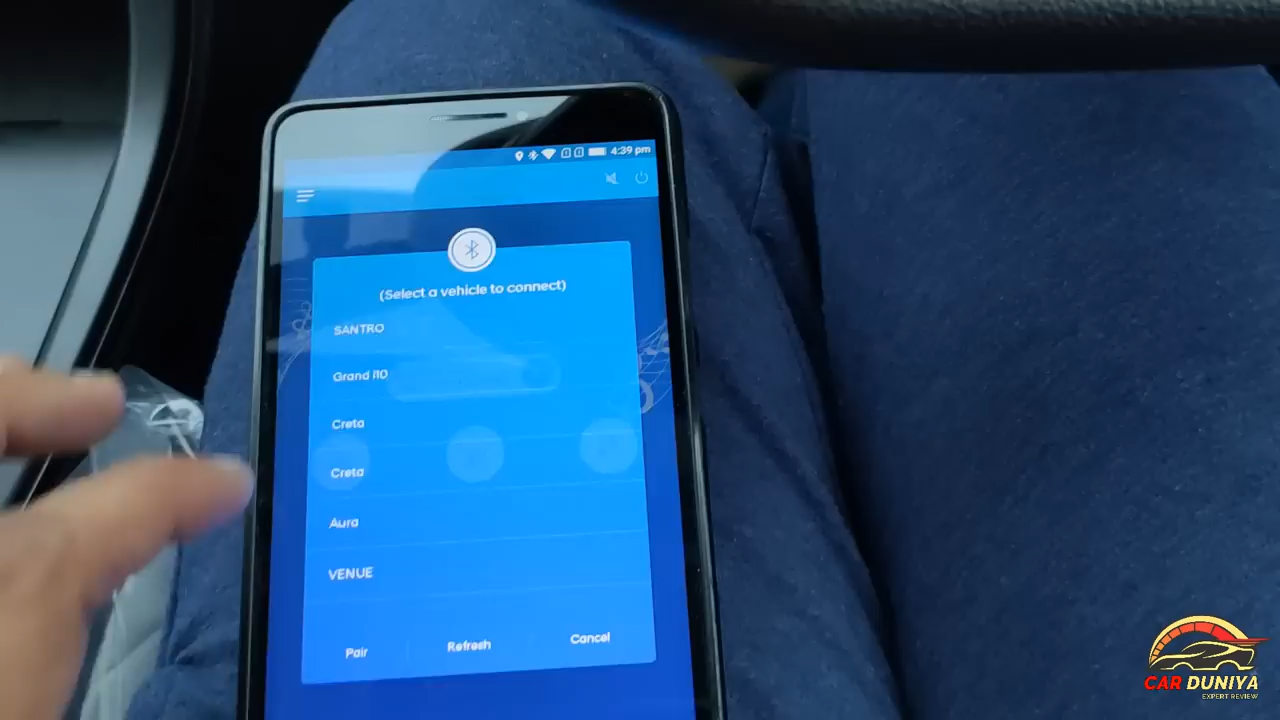 4:39 pm
(Select a vehicle to connect)
SANTRO
Grand i10
Creta
Creta
Aura
VENUE
Pair
Refresh
Cancel
CAR DUNIYA
EXPERT REVIEW